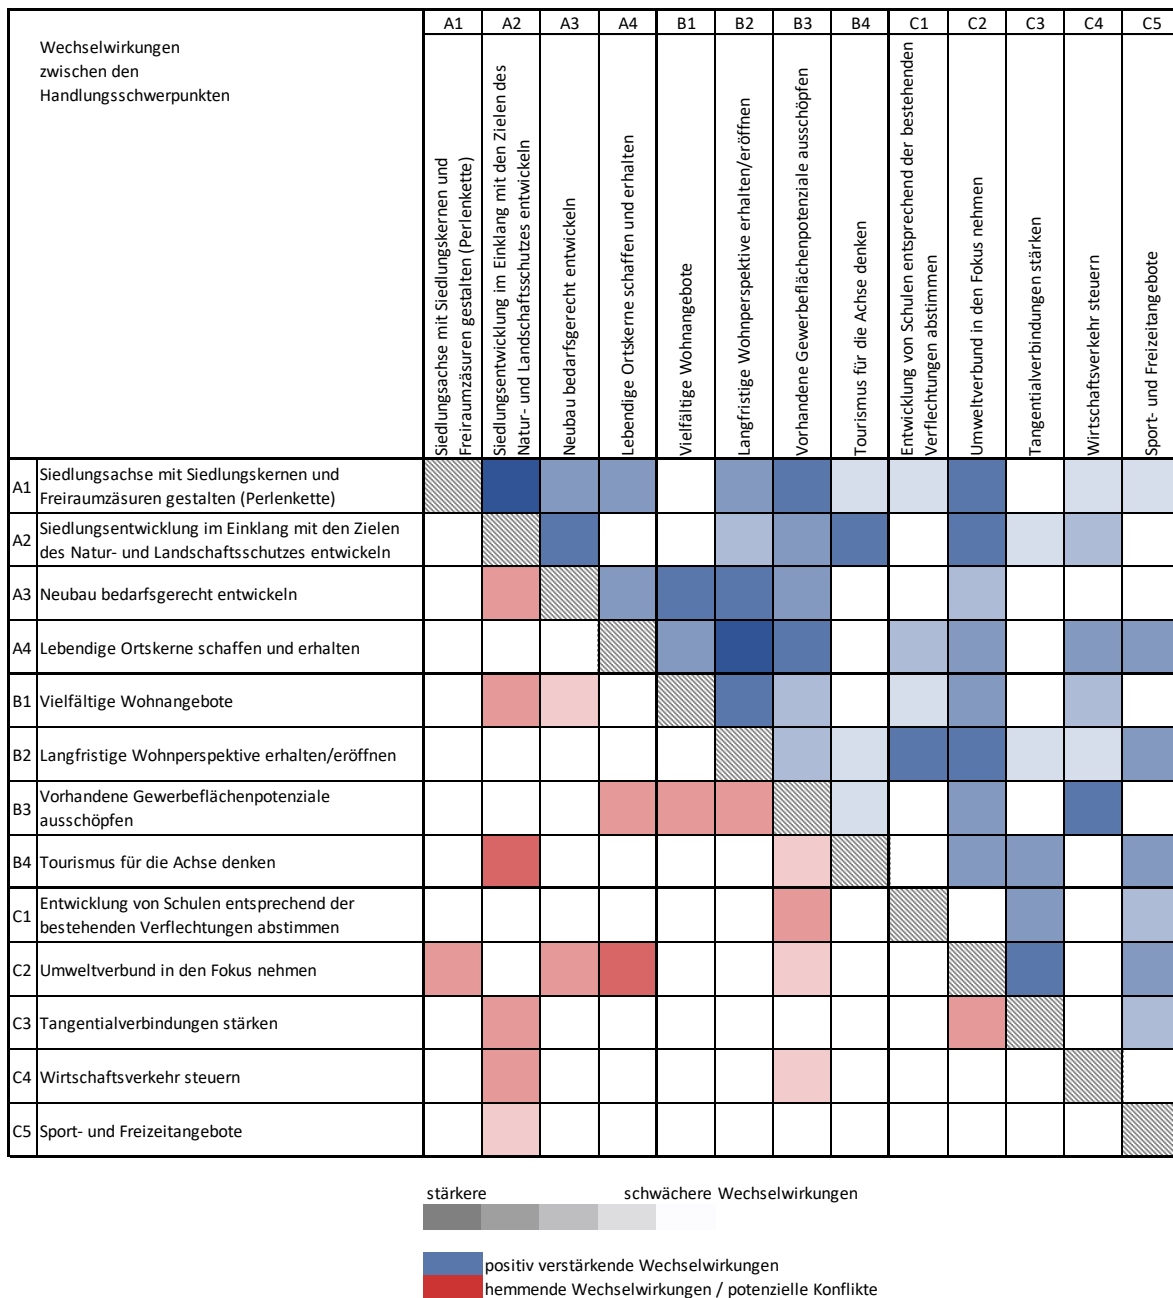 A1 A2 A3 A4 B1 B2 B3 B4 C1 C2 C3 C4 C5
Wechselwirkungen
zwischen den
Handlungsschwerpunkten
Siedlungsachse mit Siedlungskernen und
Freiraumzäsuren gestalten (Perlenkette)
Siedlungsentwicklung im Einklang mit den Zielen des
Natur- und Landschaftsschutzes entwickeln
Neubau bedarfsgerecht entwickeln
Lebendige Ortskerne schaffen und erhalten
Vielfältige Wohnangebote
Langfristige Wohnperspektive erhalten/eröffnen
Vorhandene Gewerbeflächenpotenziale ausschöpfen
Tourismus für die Achse denken
Entwicklung von Schulen entsprechend der bestehenden
Verflechtungen abstimmen
Umweltverbund in den Fokus nehmen
Tangentialverbindungen stärken
Wirtschaftsverkehr steuern
Sport- und Freizeitangebote
A1 Siedlungsachse mit Siedlungskernen und
Freiraumzäsuren gestalten (Perlenkette)
A2 Siedlungsentwicklung im Einklang mit den Zielen
des Natur- und Landschaftsschutzes entwickeln
A3 Neubau bedarfsgerecht entwickeln
A4 Lebendige Ortskerne schaffen und erhalten
B1 Vielfältige Wohnangebote
B2 Langfristige Wohnperspektive erhalten/eröffnen
B3 Vorhandene Gewerbeflächenpotenziale
ausschöpfen
B4 Tourismus für die Achse denken
C1 Entwicklung von Schulen entsprechend der
bestehenden Verflechtungen abstimmen
C2 Umweltverbund in den Fokus nehmen
C3 Tangentialverbindungen stärken
C4 Wirtschaftsverkehr steuern
C5 Sport- und Freizeitangebote
stärkere schwächere Wechselwirkungen
positiv verstärkende Wechselwirkungen
hemmende Wechselwirkungen / potenzielle Konflikte